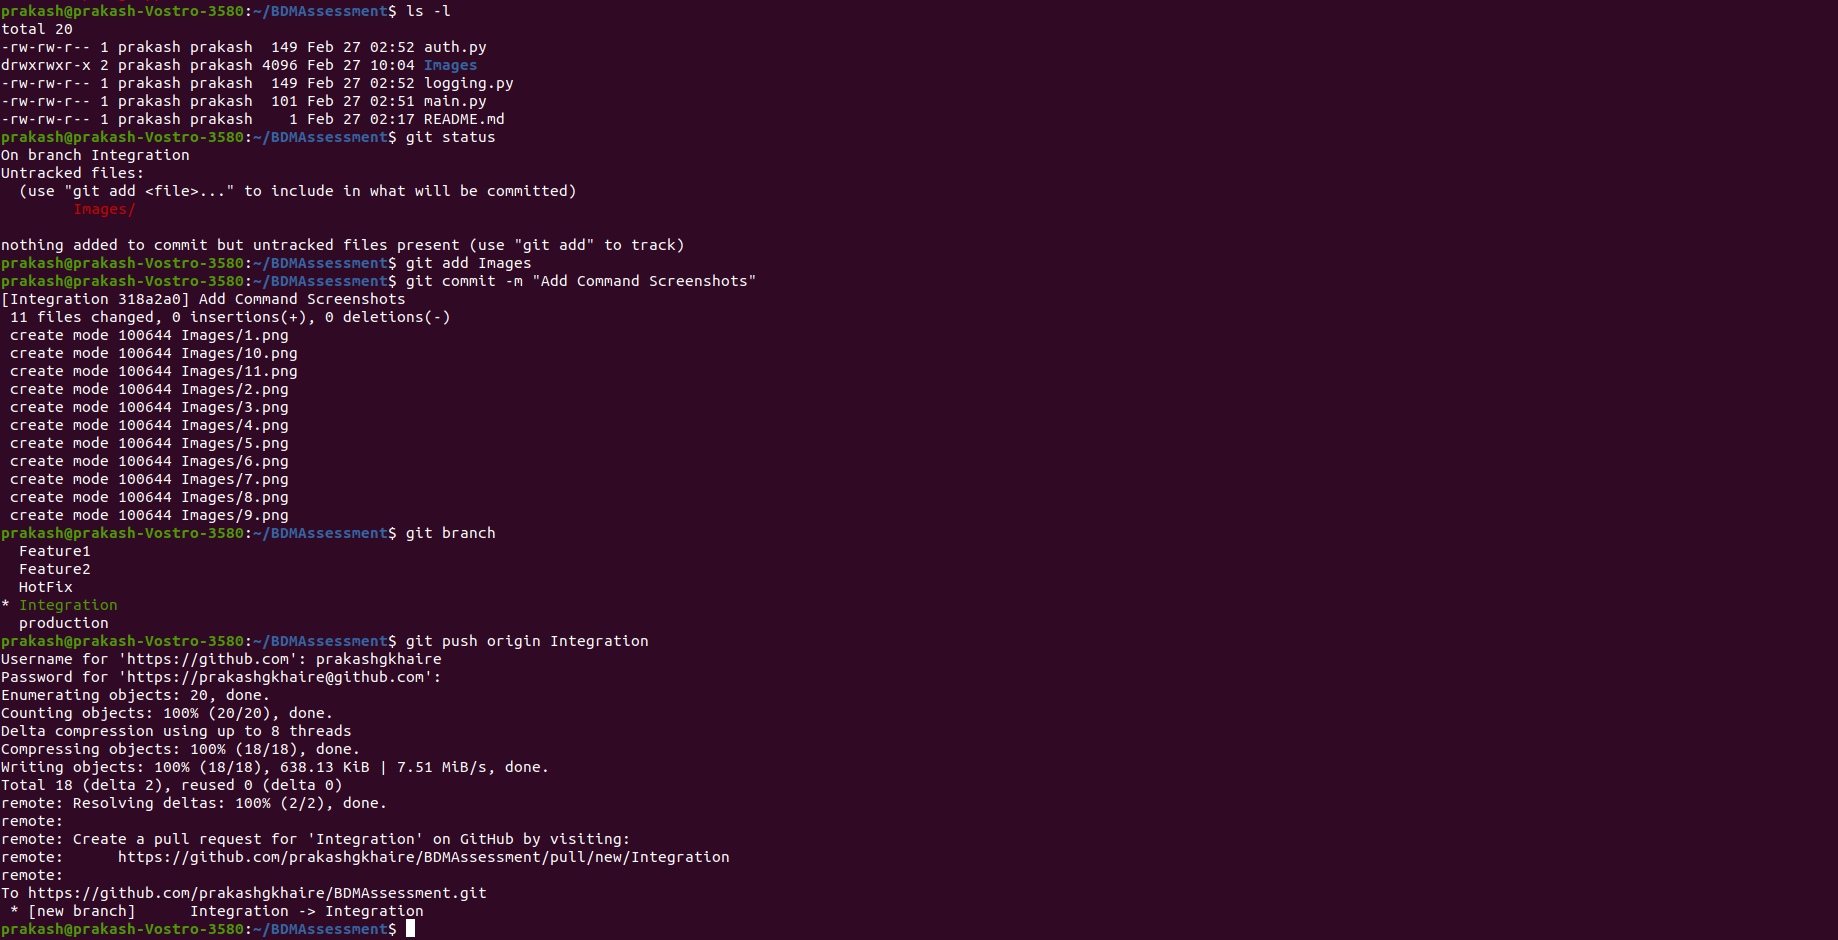 prakash@prakash-Vostro-3580:~/BDMAssessment$ ls -l
total 20
-rw-rw-r-- 1 prakash prakash  149 Feb 27 02:52 auth.py
drwxrwxr-x 2 prakash prakash 4096 Feb 27 10:04 Images
-rw-rw-r-- 1 prakash prakash  149 Feb 27 02:52 logging.py
-rw-rw-r-- 1 prakash prakash  101 Feb 27 02:51 main.py
-rw-rw-r-- 1 prakash prakash    1 Feb 27 02:17 README.md
prakash@prakash-Vostro-3580:~/BDMAssessment$ git status
On branch Integration
Untracked files:
  (use "git add <file>..." to include in what will be committed)
        Images/

nothing added to commit but untracked files present (use "git add" to track)
prakash@prakash-Vostro-3580:~/BDMAssessment$ git add Images
prakash@prakash-Vostro-3580:~/BDMAssessment$ git commit -m "Add Command Screenshots"
[Integration 318a2a0] Add Command Screenshots
 11 files changed, 0 insertions(+), 0 deletions(-)
 create mode 100644 Images/1.png
 create mode 100644 Images/10.png
 create mode 100644 Images/11.png
 create mode 100644 Images/2.png
 create mode 100644 Images/3.png
 create mode 100644 Images/4.png
 create mode 100644 Images/5.png
 create mode 100644 Images/6.png
 create mode 100644 Images/7.png
 create mode 100644 Images/8.png
 create mode 100644 Images/9.png
prakash@prakash-Vostro-3580:~/BDMAssessment$ git branch
  Feature1
  Feature2
  HotFix
* Integration
  production
prakash@prakash-Vostro-3580:~/BDMAssessment$ git push origin Integration
Username for 'https://github.com': prakashgkhaire
Password for 'https://prakashgkhaire@github.com':
Enumerating objects: 20, done.
Counting objects: 100% (20/20), done.
Delta compression using up to 8 threads
Compressing objects: 100% (18/18), done.
Writing objects: 100% (18/18), 638.13 KiB | 7.51 MiB/s, done.
Total 18 (delta 2), reused 0 (delta 0)
remote: Resolving deltas: 100% (2/2), done.
remote:
remote: Create a pull request for 'Integration' on GitHub by visiting:
remote:      https://github.com/prakashgkhaire/BDMAssessment/pull/new/Integration
remote:
To https://github.com/prakashgkhaire/BDMAssessment.git
 * [new branch]      Integration -> Integration
prakash@prakash-Vostro-3580:~/BDMAssessment$